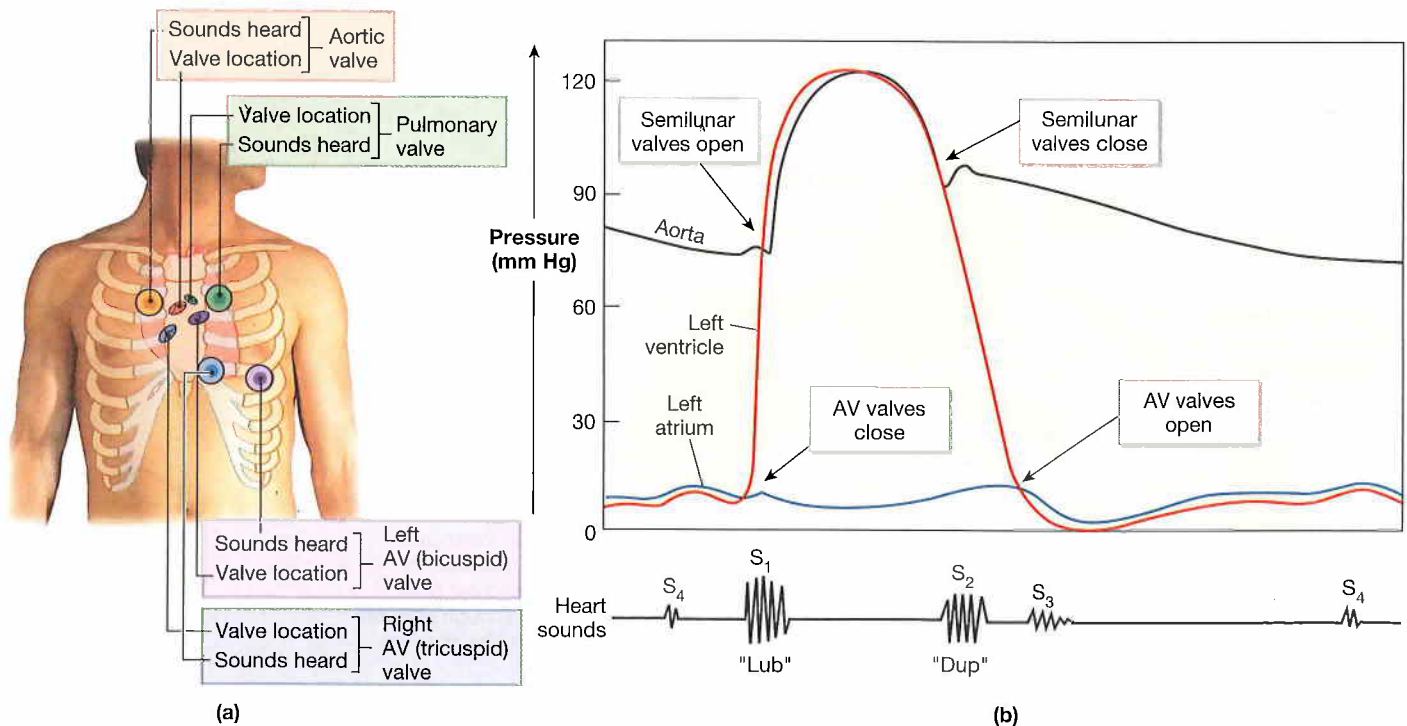 Sounds heard
Valve location
Aortic
valve
Valve location
Sounds heard
Pulmonary
valve
Sounds heard
Valve location
Left
AV (bicuspid)
valve
Valve location
Sounds heard
Right
AV (tricuspid)
valve
(a)
Pressure
(mm Hg)
120
90
60
30
0
Semilunar
valves open
Semilunar
valves close
Aorta
Left
ventricle
Left
atrium
AV valves
close
AV valves
open
Heart
sounds
S₄
S₁
S₂
S₃
S₄
"Lub"
"Dup"
(b)